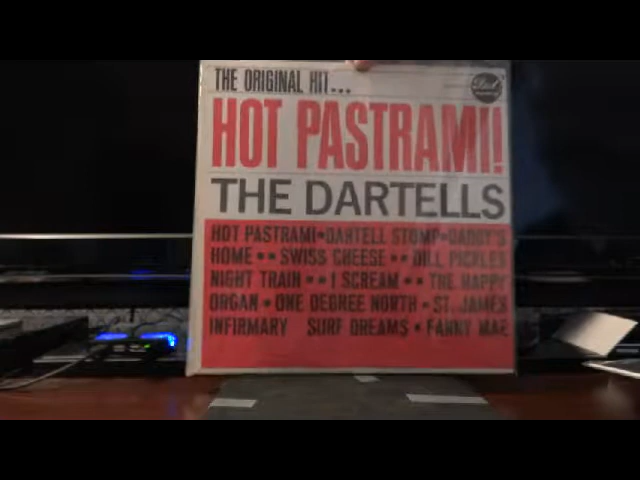 THE ORIGINAL HIT...
Dot
HOT PASTRAMI!
THE DARTELLS
HOT PASTRAMI•DARTELL STOMP•DADDY'S
HOME • • SWISS CHEESE • • DILL PICKLES
NIGHT TRAIN • • I SCREAM • • THE HAPPY
ORGAN • ONE DEGREE NORTH • ST. JAMES
INFIRMARY SURF DREAMS • FANNY MAE